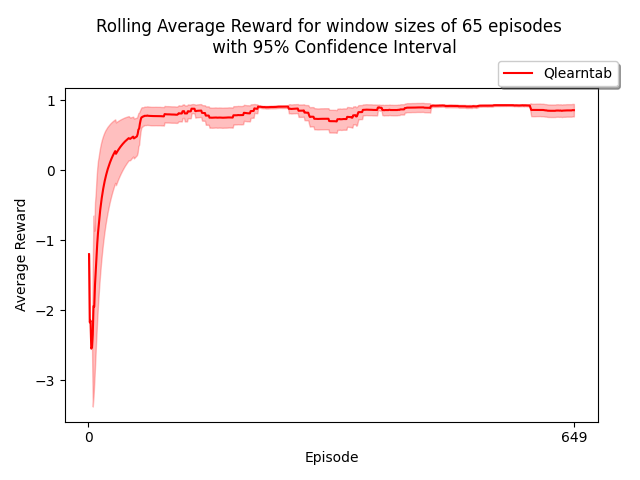 Rolling Average Reward for window sizes of 65 episodes
with 95% Confidence Interval
Qlearntab
1
0
−1
−2
−3
Average Reward
0
649
Episode